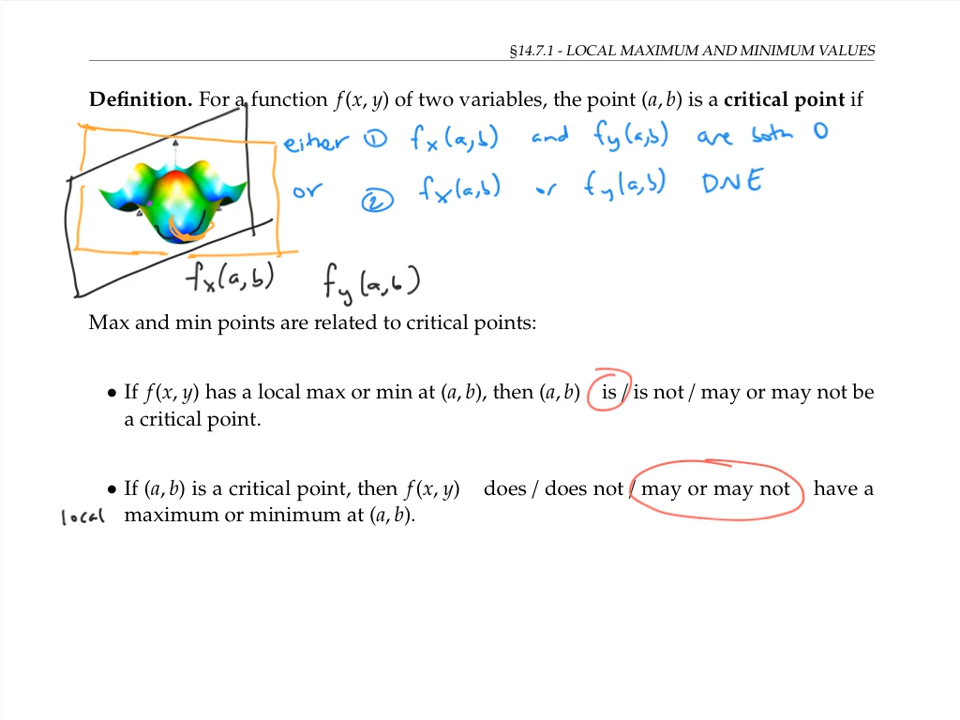 §14.7.1 - LOCAL MAXIMUM AND MINIMUM VALUES
Definition. For a function f(x, y) of two variables, the point (a, b) is a critical point if
either ① fx(a,b) and fy(a,b) are both 0
or ② fx(a,b) or fy(a,b) DNE
fx(a,b) fy(a,b)
Max and min points are related to critical points:
• If f(x, y) has a local max or min at (a, b), then (a, b) is / is not / may or may not be
a critical point.
• If (a, b) is a critical point, then f(x, y) does / does not / may or may not have a
local maximum or minimum at (a, b).